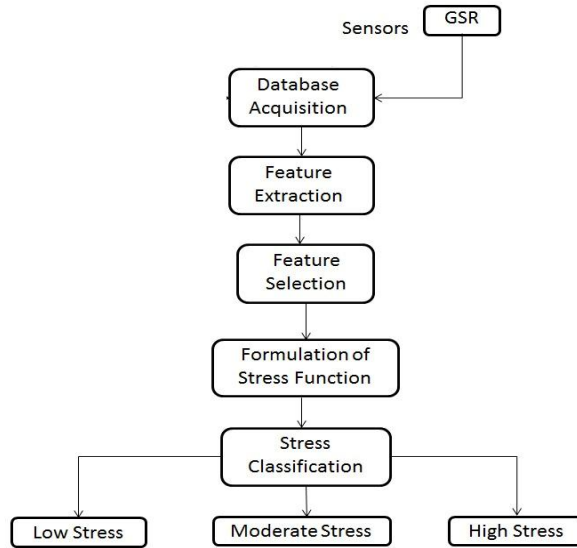 GSR
Sensors
Database
Acquisition
Feature
Extraction
Feature
Selection
Formulation of
Stress Function
Stress
Classification
Low Stress
Moderate Stress
High Stress